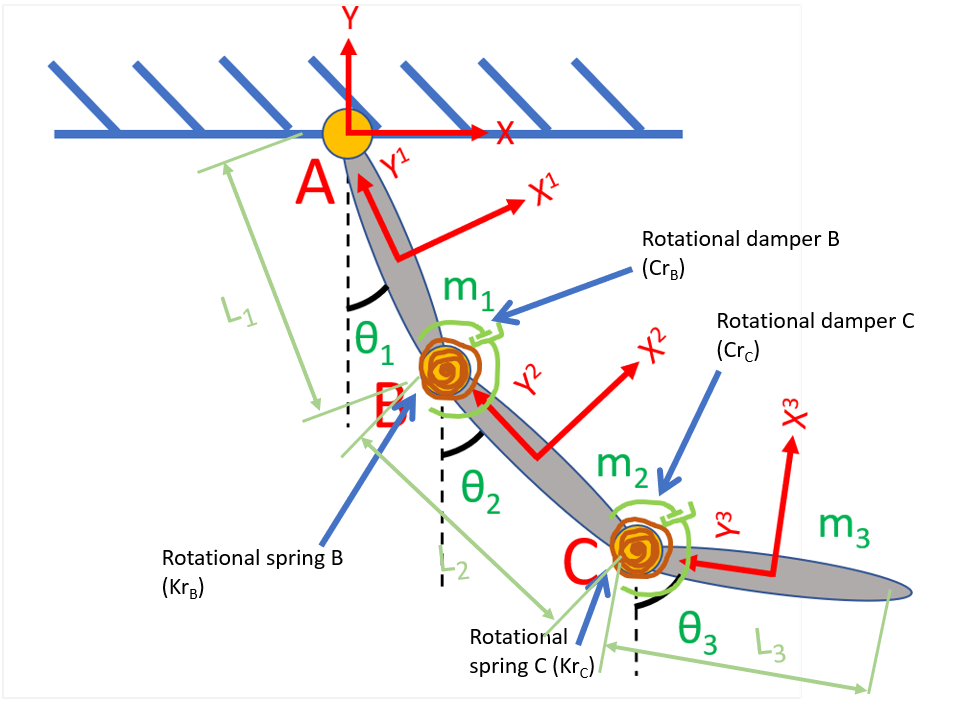 Y
X
A
Y¹
X¹
Rotational damper B
(Cr_B)
L₁
m₁
θ₁
Rotational damper C
(Cr_C)
B
Y²
X²
X³
θ₂
m₂
Y³
m₃
Rotational spring B
(Kr_B)
L₂
C
Rotational
spring C (Kr_C)
θ₃
L₃